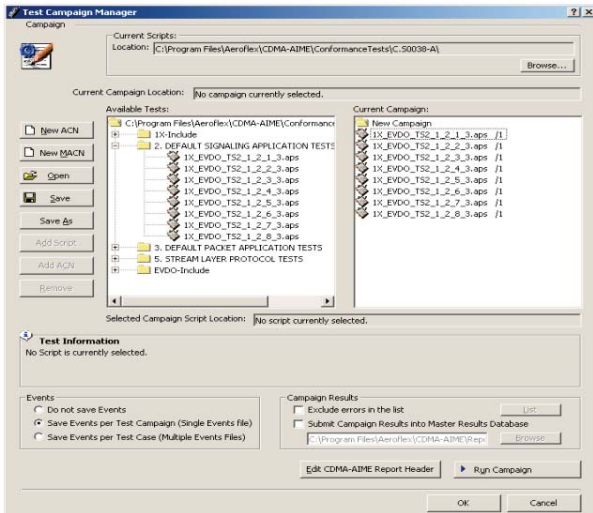 Test Campaign Manager
Campaign
Current Scripts:
Location: C:\Program Files\Aeroflex\CDMA-AIME\ConformanceTests\C.S0038-A\
Browse...
Current Campaign Location: No campaign currently selected.
Available Tests:
C:\Program Files\Aeroflex\CDMA-AIME\Conformance
1X-Include
2. DEFAULT SIGNALING APPLICATION TESTS
1X_EVDO_TS2_1_2_1_3.aps
1X_EVDO_TS2_1_2_2_3.aps
1X_EVDO_TS2_1_2_3_3.aps
1X_EVDO_TS2_1_2_4_3.aps
1X_EVDO_TS2_1_2_5_3.aps
1X_EVDO_TS2_1_2_6_3.aps
1X_EVDO_TS2_1_2_7_3.aps
1X_EVDO_TS2_1_2_8_3.aps
3. DEFAULT PACKET APPLICATION TESTS
5. STREAM LAYER PROTOCOL TESTS
EVDO-Include
Current Campaign:
New Campaign
1X_EVDO_TS2_1_2_1_3.aps /1
1X_EVDO_TS2_1_2_2_3.aps /1
1X_EVDO_TS2_1_2_3_3.aps /1
1X_EVDO_TS2_1_2_4_3.aps /1
1X_EVDO_TS2_1_2_5_3.aps /1
1X_EVDO_TS2_1_2_6_3.aps /1
1X_EVDO_TS2_1_2_7_3.aps /1
1X_EVDO_TS2_1_2_8_3.aps /1
New ACN
New MACN
Open
Save
Save As
Add Script
Add ACN
Remove
Selected Campaign Script Location: No script currently selected.
Test Information
No Script is currently selected.
Events
Do not save Events
Save Events per Test Campaign (Single Events file)
Save Events per Test Case (Multiple Events Files)
Campaign Results
Exclude errors in the list
List
Submit Campaign Results into Master Results Database
C:\Program Files\Aeroflex\CDMA-AIME\Repo
Browse
Edit CDMA-AIME Report Header
Run Campaign
OK
Cancel